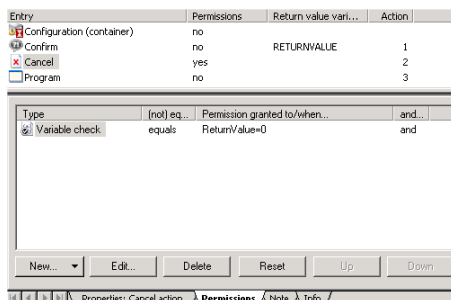 Entry Permissions Return value vari... Action
Configuration (container) no
Confirm no RETURNVALUE 1
Cancel yes 2
Program no 3
Type (not) eq... Permission granted to/when... and...
Variable check equals ReturnValue=0 and
New... Edit... Delete Reset Up Down
Properties: Cancel action Permissions Note Info